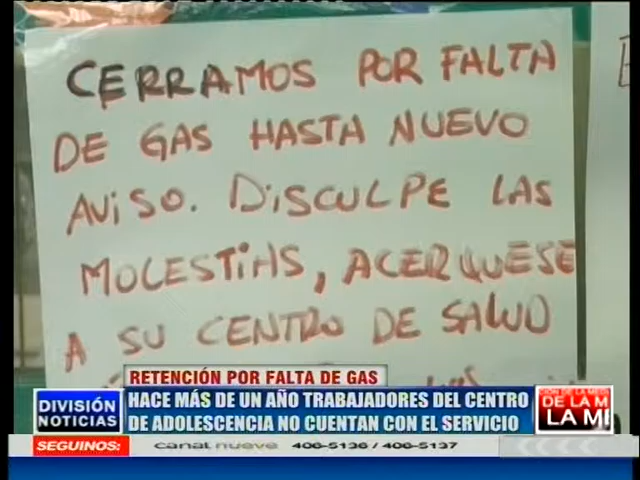 CERRAMOS POR FALTA
DE GAS HASTA NUEVO
AViSO. DiSCULPE LAS
MOLESTiAS, ACERQUESE
A SU CENTRO DE SALUD
RETENCIÓN POR FALTA DE GAS
DIVISIÓN
NOTICIAS
HACE MÁS DE UN AÑO TRABAJADORES DEL CENTRO
DE ADOLESCENCIA NO CUENTAN CON EL SERVICIO
DE LA M
LA MI
SEGUINOS:
canal nueve 406-5136 / 406-5137